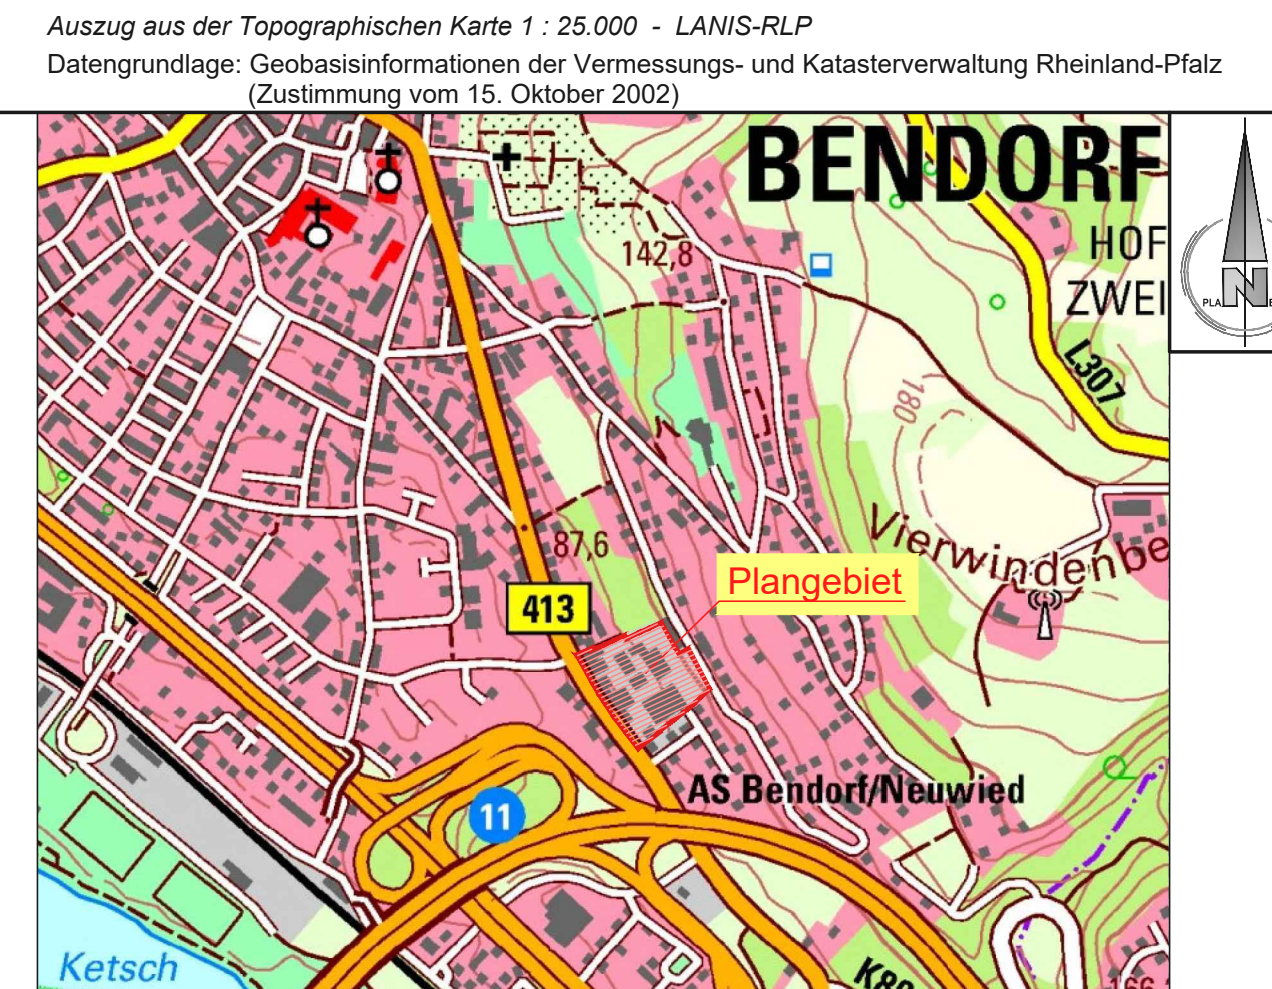 Auszug aus der Topographischen Karte 1 : 25.000 - LANIS-RLP
Datengrundlage: Geobasisinformationen der Vermessungs- und Katasterverwaltung Rheinland-Pfalz
(Zustimmung vom 15. Oktober 2002)
BENDORF
HOF
ZWEI
142,8
N
PLA
L307
180
Vierwindenbe
87,6
Plangebiet
413
AS Bendorf/Neuwied
11
Ketsch